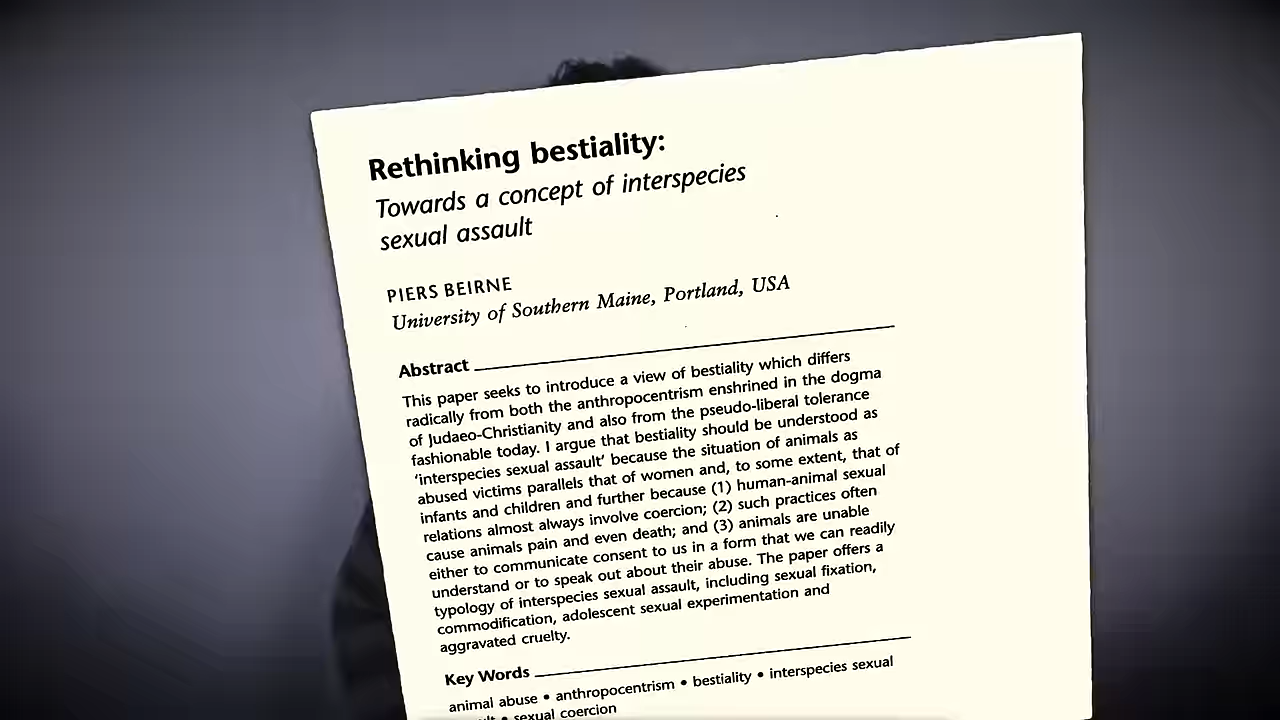 Rethinking bestiality:
Towards a concept of interspecies
sexual assault
PIERS BEIRNE
University of Southern Maine, Portland, USA
Abstract
This paper seeks to introduce a view of bestiality which differs
radically from both the anthropocentrism enshrined in the dogma
of Judaeo-Christianity and also from the pseudo-liberal tolerance
fashionable today. I argue that bestiality should be understood as
'interspecies sexual assault' because the situation of animals as
abused victims parallels that of women and, to some extent, that of
infants and children and further because (1) human-animal sexual
relations almost always involve coercion; (2) such practices often
cause animals pain and even death; and (3) animals are unable
either to communicate consent to us in a form that we can readily
understand or to speak out about their abuse. The paper offers a
typology of interspecies sexual assault, including sexual fixation,
commodification, adolescent sexual experimentation and
aggravated cruelty.
Key Words
animal abuse • anthropocentrism • bestiality • interspecies sexual
• sexual coercion